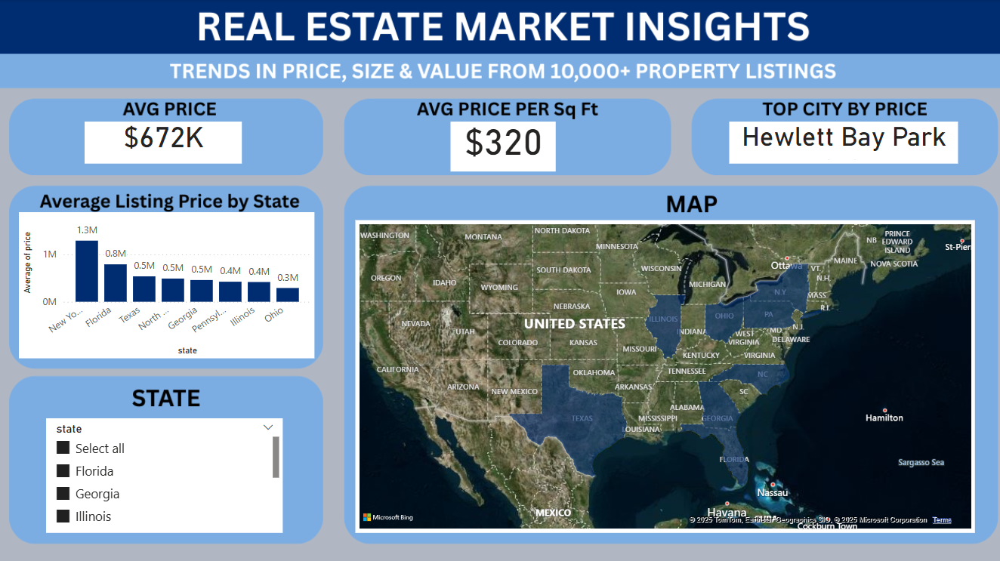 REAL ESTATE MARKET INSIGHTS
TRENDS IN PRICE, SIZE & VALUE FROM 10,000+ PROPERTY LISTINGS
AVG PRICE
$672K
AVG PRICE PER Sq Ft
$320
TOP CITY BY PRICE
Hewlett Bay Park
Average Listing Price by State
Average of price
1M
0M
1.3M
0.8M
0.5M
0.5M
0.5M
0.4M
0.4M
0.3M
New Yo...
Florida
Texas
North ...
Georgia
Pennsyl...
Illinois
Ohio
state
STATE
state
Select all
Florida
Georgia
Illinois
MAP
WASHINGTON
MONTANA
NORTH DAKOTA
MINNESOTA
PRINCE
EDWARD
ISLAND
NB
St-Pier
Ottawa
MAINE
NOVA SCOTIA
VT.
N.H.
OREGON
IDAHO
WYOMING
SOUTH DAKOTA
WISCONSIN
MICHIGAN
N.Y
MASS.
R.I.
IOWA
NEBRASKA
NEVADA
UTAH
UNITED STATES
ILLINOIS
INDIANA
OHIO
PA
N.J.
MD
DELAWARE
WEST
VIRGINIA
COLORADO
KANSAS
MISSOURI
KENTUCKY
VIRGINIA
CALIFORNIA
ARIZONA
NEW MEXICO
OKLAHOMA
ARKANSAS
TENNESSEE
NC
SC
ALABAMA
MISSISSIPPI
GEORGIA
TEXAS
LOUISIANA
FLORIDA
Hamilton
Sargasso Sea
Nassau
MEXICO
Havana
CUBA
Cockburn Town
Microsoft Bing
© 2025 TomTom, Earthstar Geographics SIO, © 2025 Microsoft Corporation
Terms